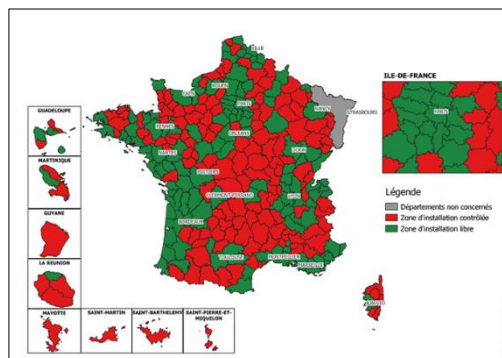 GUADELOUPE
MARTINIQUE
GUYANE
LA REUNION
MAYOTTE
SAINT-MARTIN
SAINT-BARTHELEMY
SAINT-PIERRE-ET-
MIQUELON
LILLE
ROUEN
CAEN
PARIS
NANCY
STRASBOURG
RENNES
ORLEANS
NANTES
DIJON
POITIERS
CLERMONT-FERRAND
LYON
BORDEAUX
TOULOUSE
MONTPELLIER
MARSEILLE
AJACCIO
ILE-DE-FRANCE
PARIS
Légende
Départements non concernés
Zone d'installation contrôlée
Zone d'installation libre